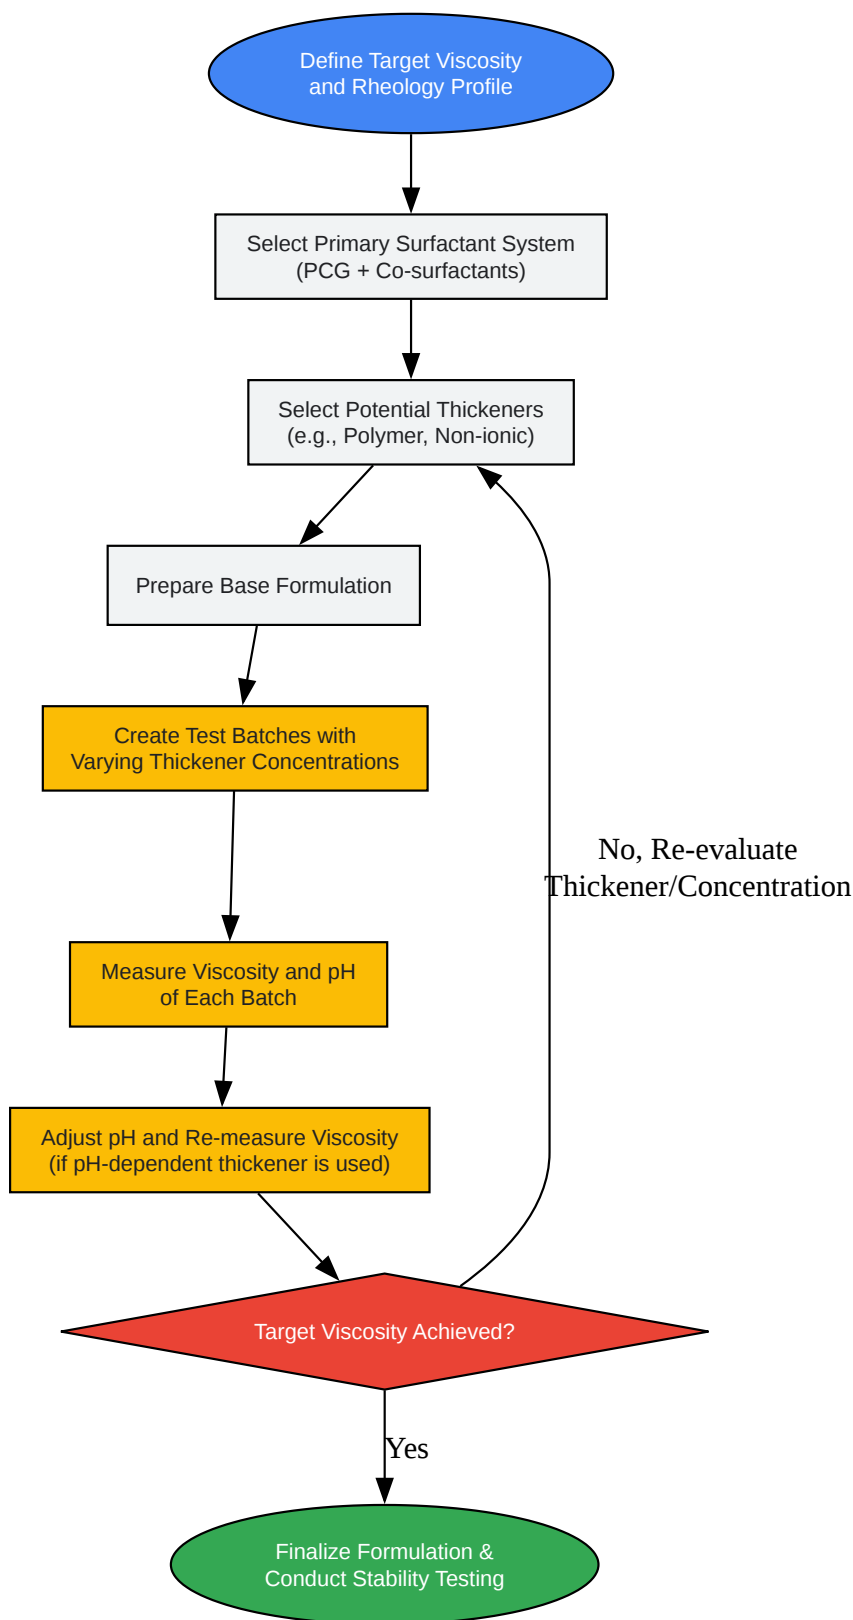 Define Target Viscosity
and Rheology Profile
Select Primary Surfactant System
(PCG + Co-surfactants)
Select Potential Thickeners
(e.g., Polymer, Non-ionic)
Prepare Base Formulation
Create Test Batches with
Varying Thickener Concentrations
No, Re-evaluate
Thickener/Concentration
Measure Viscosity and pH
of Each Batch
Adjust pH and Re-measure Viscosity
(if pH-dependent thickener is used)
Target Viscosity Achieved?
Yes
Finalize Formulation &
Conduct Stability Testing